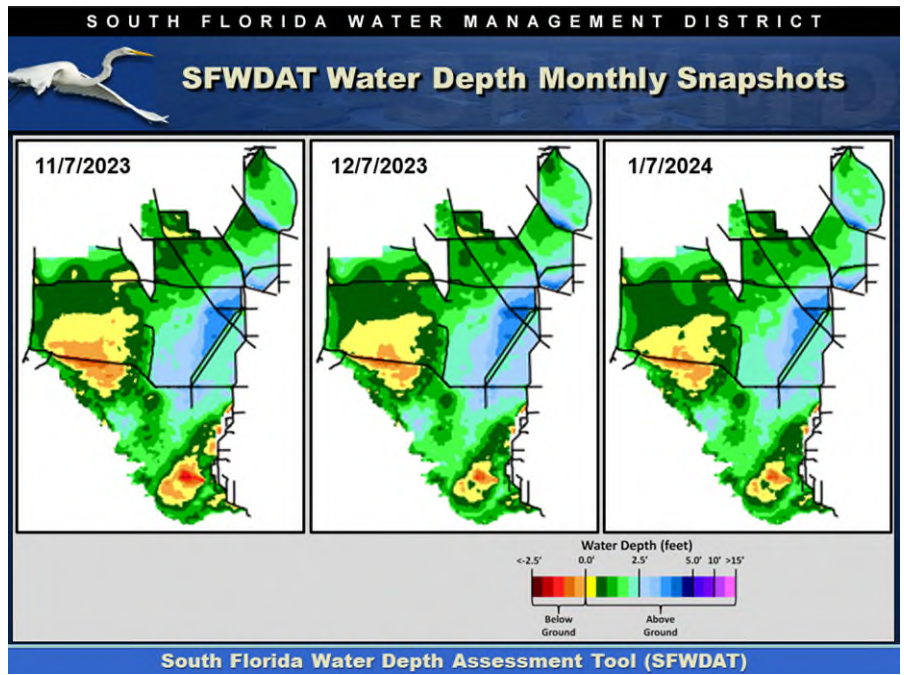 SOUTH FLORIDA WATER MANAGEMENT DISTRICT
SFWDAT Water Depth Monthly Snapshots
11/7/2023
12/7/2023
1/7/2024
Water Depth (feet)
<-2.5' 0.0' 2.5' 5.0' 10' >15'
Below Ground
Above Ground
South Florida Water Depth Assessment Tool (SFWDAT)